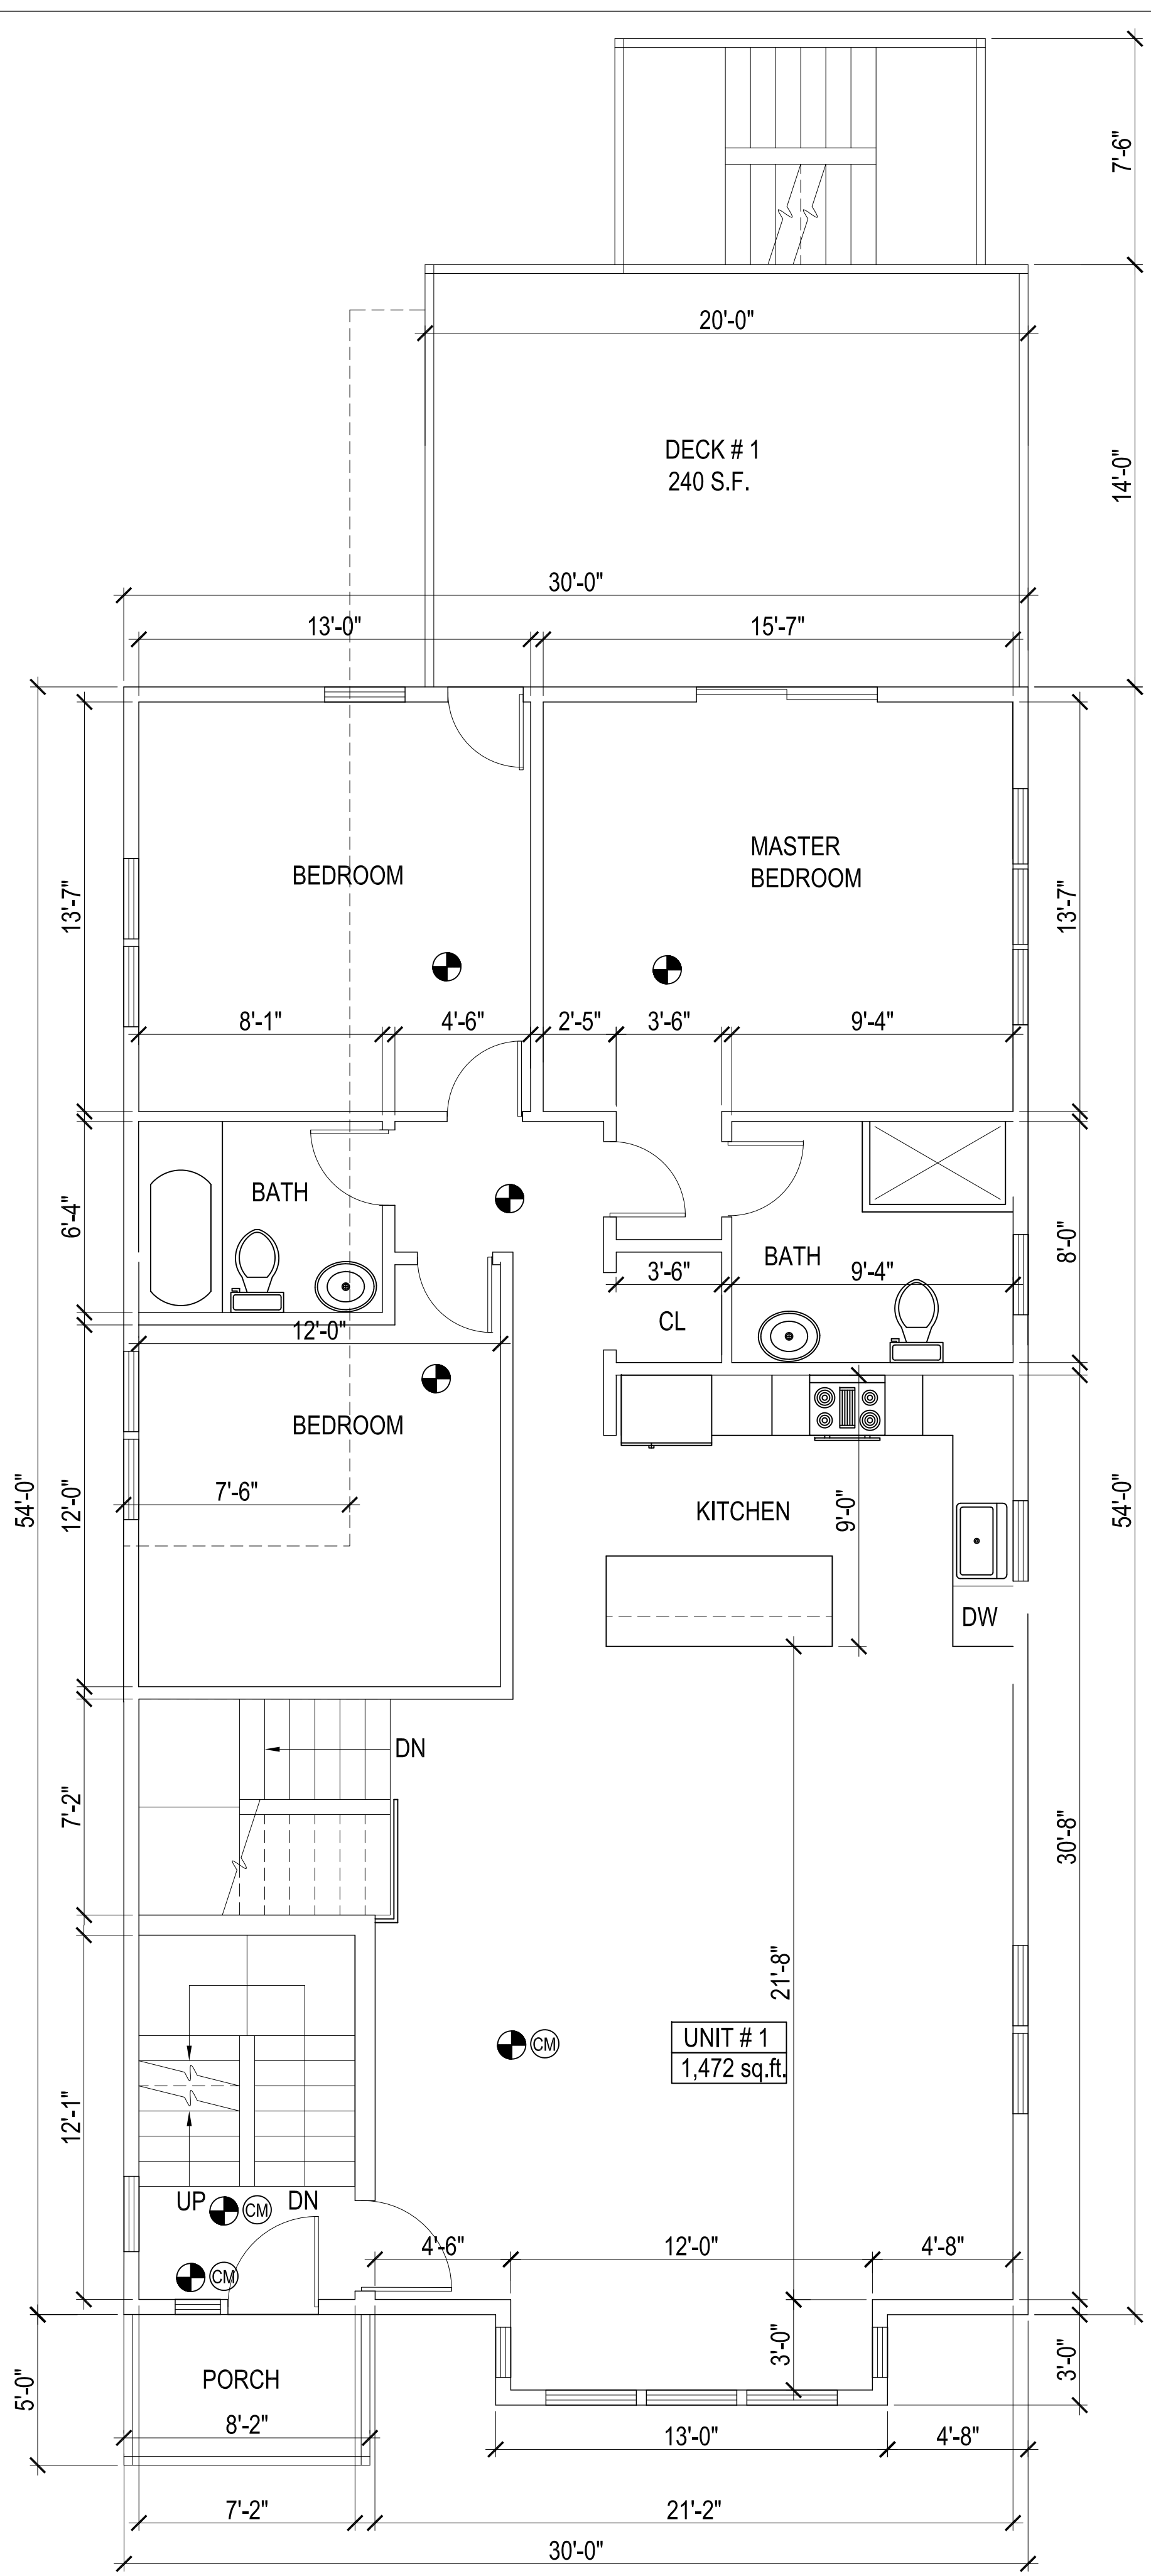 7'-6"
20'-0"
DECK # 1
240 S.F.
14'-0"
30'-0"
13'-0"
15'-7"
BEDROOM
MASTER
BEDROOM
13'-7"
13'-7"
8'-1"
4'-6"
2'-5"
3'-6"
9'-4"
BATH
6'-4"
BATH
8'-0"
3'-6"
9'-4"
CL
12'-0"
BEDROOM
7'-6"
54'-0"
12'-0"
KITCHEN
9'-0"
54'-0"
DW
DN
7'-2"
30'-8"
21'-8"
CM
UNIT # 1
1,472 sq.ft.
12'-1"
UP
CM
DN
CM
4'-6"
12'-0"
4'-8"
3'-0"
3'-0"
5'-0"
PORCH
8'-2"
13'-0"
4'-8"
7'-2"
21'-2"
30'-0"